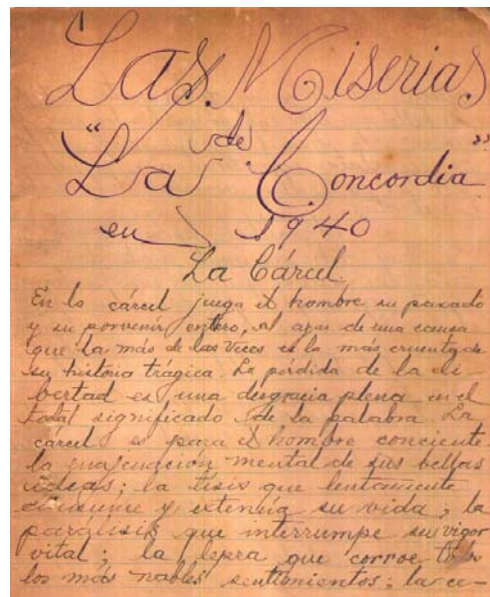 1
Las Miserias
de
"La Concordia"
en 1940
La Cárcel
En la cárcel juega el hombre su pasado
y su porvenir entero, al azar de una causa
que la más de las veces es la más cruenta de
su historia trágica. La pérdida de la li-
bertad es una desgracia plena en el
total significado de la palabra. La
cárcel es para el hombre conciente
la mental de sus bellas
ideas; la tisis que lentamente
consume y extenúa su vida; la
parálisis que interrumpe su vigor
vital; la lepra que corroe todos
los más nobles sentimientos; la ce-